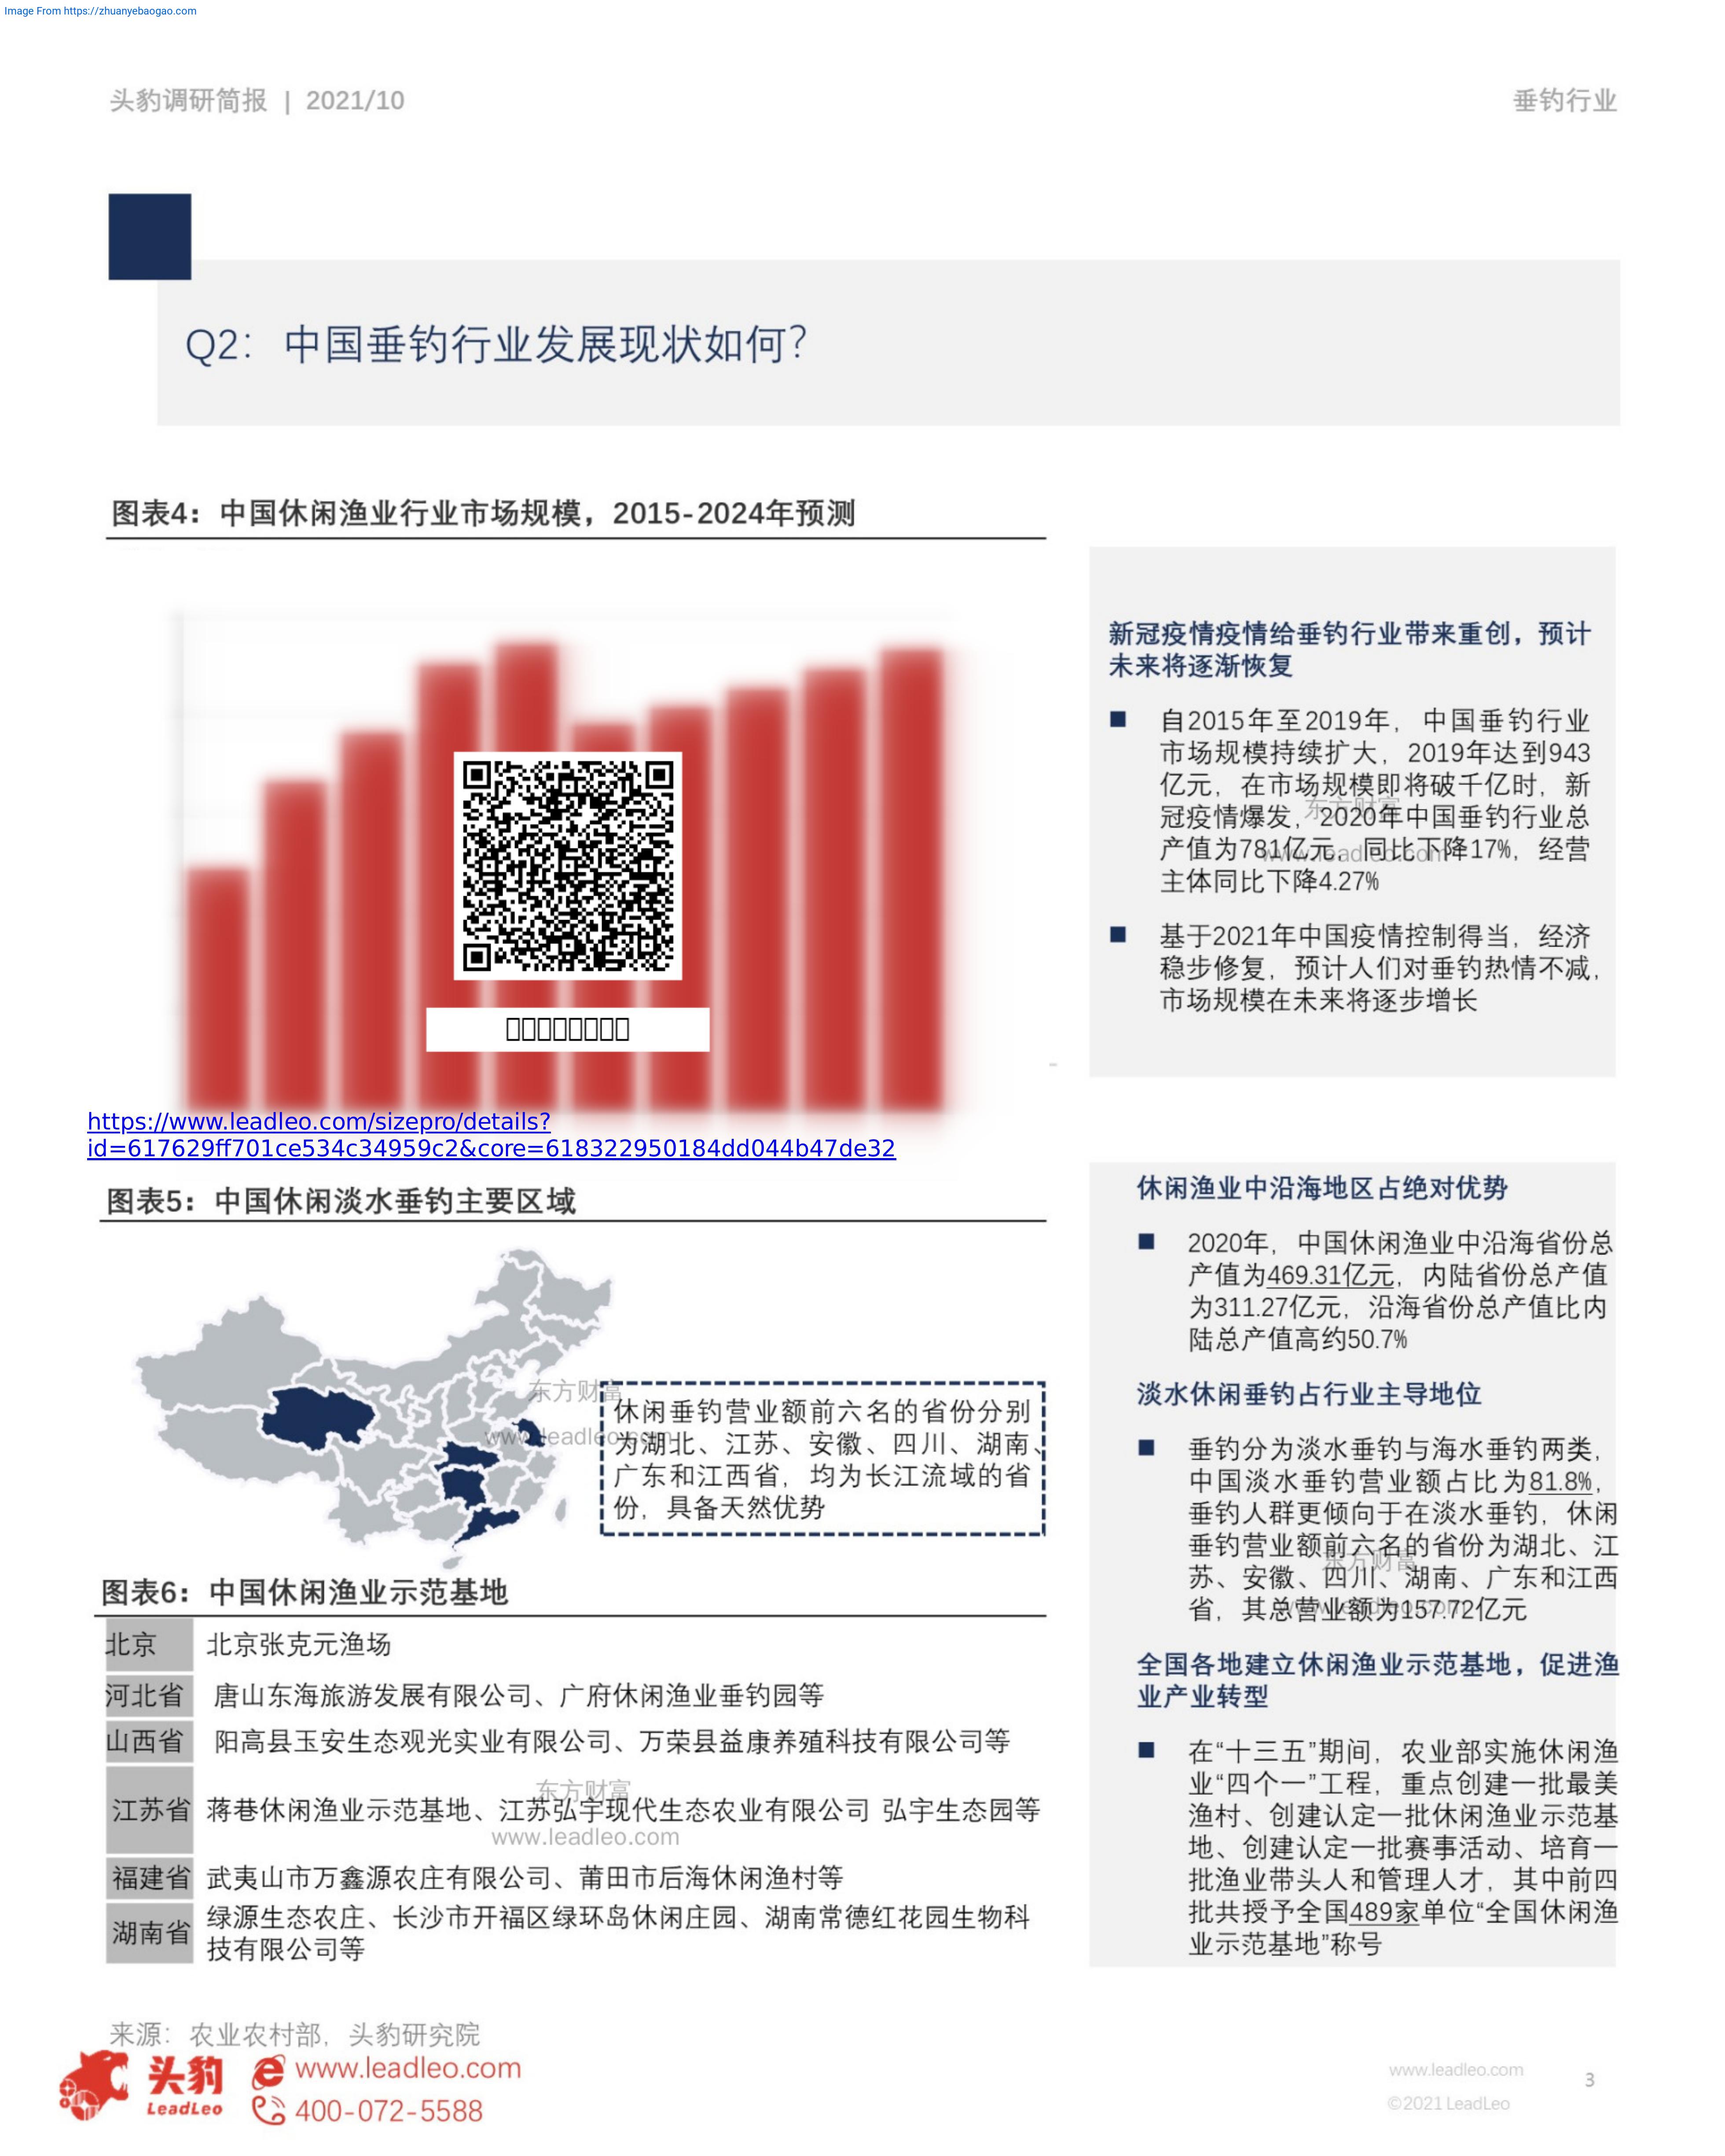 Image From https://zhuanyebaogao.com
头豹调研简报 | 2021/10
垂钓行业
Q2：中国垂钓行业发展现状如何？
图表4：中国休闲渔业行业市场规模，2015-2024年预测
https://www.leadleo.com/sizepro/details?
id=617629ff701ce534c34959c2&core=618322950184dd044b47de32
新冠疫情疫情给垂钓行业带来重创，预计
未来将逐渐恢复
■ 自2015年至2019年，中国垂钓行业
市场规模持续扩大，2019年达到943
亿元，在市场规模即将破千亿时，新
冠疫情爆发，2020年中国垂钓行业总
产值为781亿元，同比下降17%，经营
主体同比下降4.27%
东方财富
www.leadleo.com
■ 基于2021年中国疫情控制得当，经济
稳步修复，预计人们对垂钓热情不减，
市场规模在未来将逐步增长
图表5：中国休闲淡水垂钓主要区域
东方财富
www.leadleo.com
休闲垂钓营业额前六名的省份分别
为湖北、江苏、安徽、四川、湖南、
广东和江西省，均为长江流域的省
份，具备天然优势
图表6：中国休闲渔业示范基地
北京 北京张克元渔场
河北省 唐山东海旅游发展有限公司、广府休闲渔业垂钓园等
山西省 阳高县玉安生态观光实业有限公司、万荣县益康养殖科技有限公司等
江苏省 蒋巷休闲渔业示范基地、江苏弘宇现代生态农业有限公司 弘宇生态园等
东方财富
www.leadleo.com
福建省 武夷山市万鑫源农庄有限公司、莆田市后海休闲渔村等
湖南省 绿源生态农庄、长沙市开福区绿环岛休闲庄园、湖南常德红花园生物科
技有限公司等
休闲渔业中沿海地区占绝对优势
■ 2020年，中国休闲渔业中沿海省份总
产值为469.31亿元，内陆省份总产值
为311.27亿元，沿海省份总产值比内
陆总产值高约50.7%
淡水休闲垂钓占行业主导地位
■ 垂钓分为淡水垂钓与海水垂钓两类，
中国淡水垂钓营业额占比为81.8%，
垂钓人群更倾向于在淡水垂钓，休闲
垂钓营业额前六名的省份为湖北、江
苏、安徽、四川、湖南、广东和江西
省，其总营业额为157.72亿元
东方财富
www.leadleo.com
全国各地建立休闲渔业示范基地，促进渔
业产业转型
■ 在“十三五”期间，农业部实施休闲渔
业“四个一”工程，重点创建一批最美
渔村、创建认定一批休闲渔业示范基
地、创建认定一批赛事活动、培育一
批渔业带头人和管理人才，其中前四
批共授予全国489家单位“全国休闲渔
业示范基地”称号
来源：农业农村部，头豹研究院
头豹
LeadLeo
www.leadleo.com
400-072-5588
www.leadleo.com
©2021 LeadLeo
3